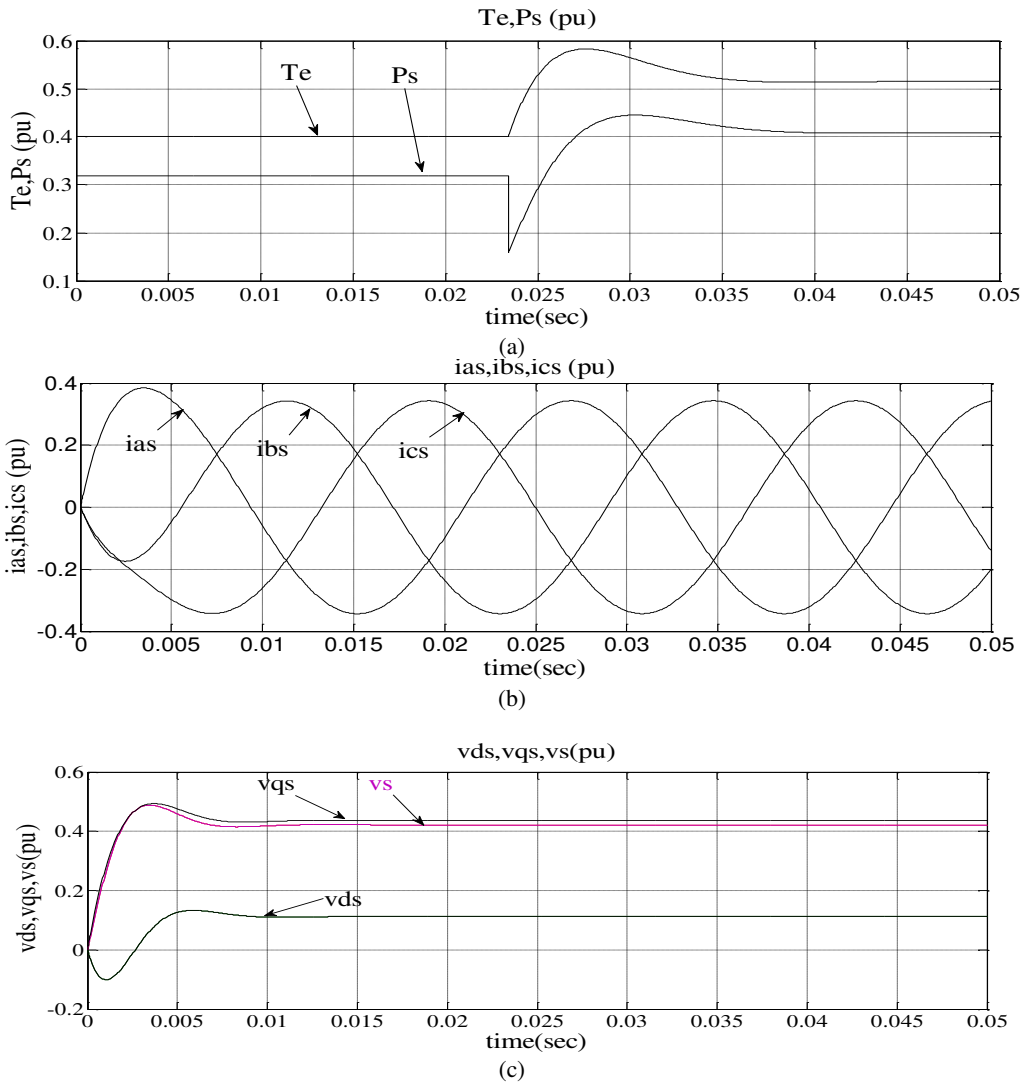 Te,Ps (pu)
Te,Ps (pu)
0.6
0.5
0.4
0.3
0.2
0.1
Te
Ps
0 0.005 0.01 0.015 0.02 0.025 0.03 0.035 0.04 0.045 0.05
time(sec)
(a)
ias,ibs,ics (pu)
ias,ibs,ics (pu)
0.4
0.2
0
-0.2
-0.4
ias
ibs
ics
0 0.005 0.01 0.015 0.02 0.025 0.03 0.035 0.04 0.045 0.05
time(sec)
(b)
vds,vqs,vs(pu)
vds,vqs,vs(pu)
0.6
0.4
0.2
0
-0.2
vqs
vs
vds
0 0.005 0.01 0.015 0.02 0.025 0.03 0.035 0.04 0.045 0.05
time(sec)
(c)